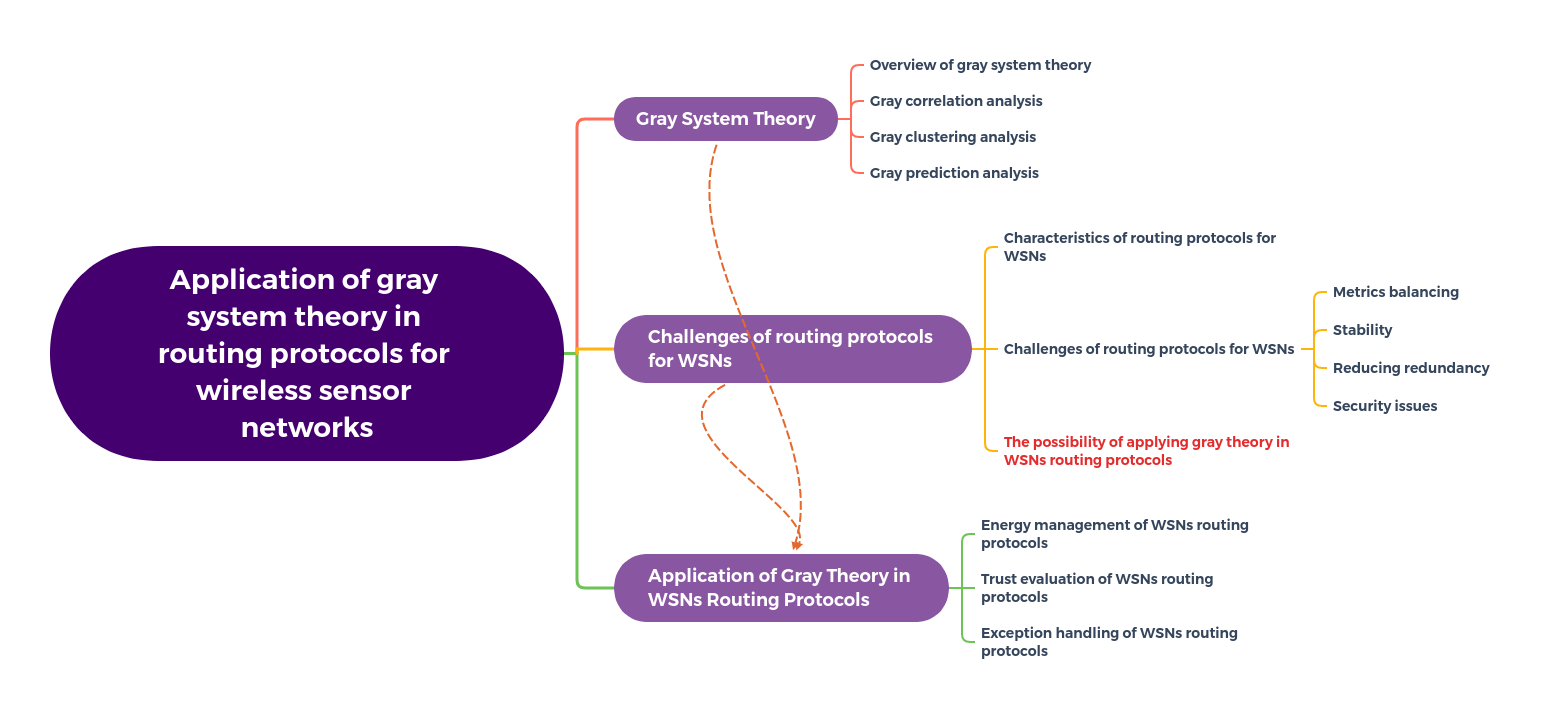 Application of gray
system theory in
routing protocols for
wireless sensor
networks
Gray System Theory
Overview of gray system theory
Gray correlation analysis
Gray clustering analysis
Gray prediction analysis
Challenges of routing protocols
for WSNs
Characteristics of routing protocols for
WSNs
Challenges of routing protocols for WSNs
Metrics balancing
Stability
Reducing redundancy
Security issues
The possibility of applying gray theory in
WSNs routing protocols
Application of Gray Theory in
WSNs Routing Protocols
Energy management of WSNs routing
protocols
Trust evaluation of WSNs routing
protocols
Exception handling of WSNs routing
protocols